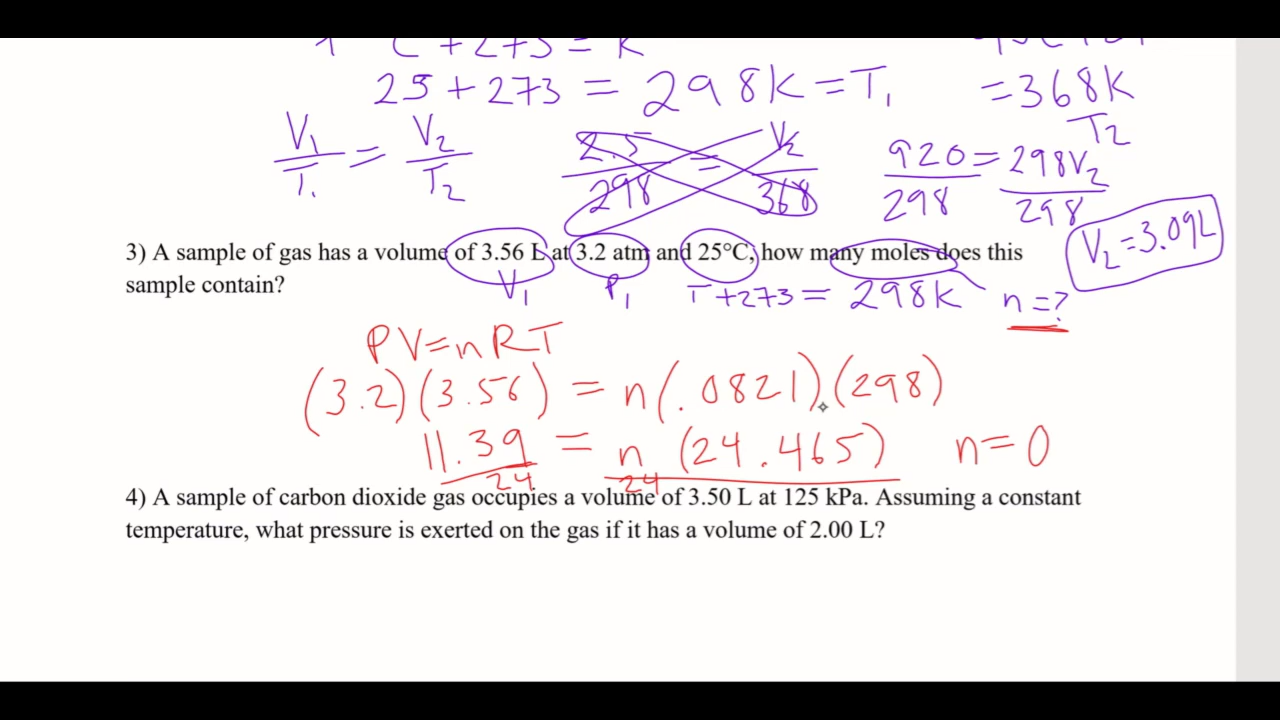 C + 273 = K
25 + 273 = 298K = T₁ = 368K
T₂
V₁/T₁ = V₂/T₂ 2.5/298 = V₂/368 920/298 = 298V₂/298
3) A sample of gas has a volume of 3.56 L at 3.2 atm and 25°C, how many moles does this
V₂ = 3.09L
sample contain?
V₁ P₁ T + 273 = 298K n = ?
PV = nRT
(3.2)(3.56) = n(.0821)(298)
11.39 = n (24.465) n = 0
24 24
4) A sample of carbon dioxide gas occupies a volume of 3.50 L at 125 kPa. Assuming a constant
temperature, what pressure is exerted on the gas if it has a volume of 2.00 L?